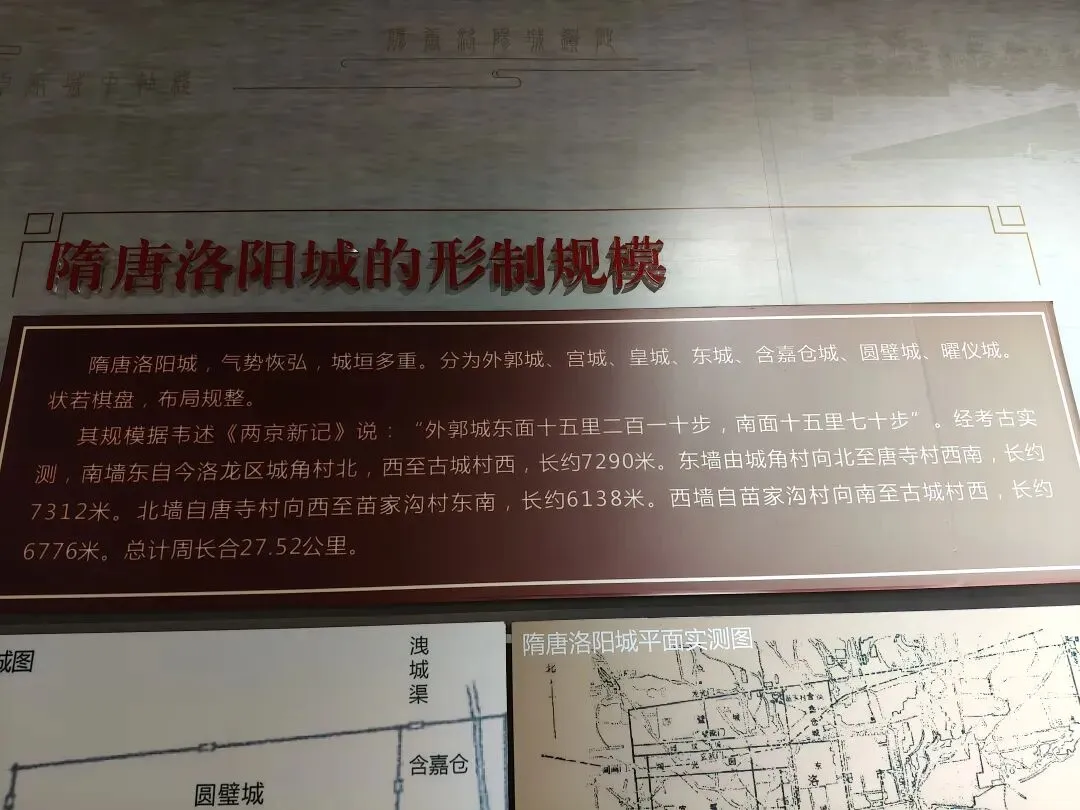 隋唐洛阳城的形制规模
隋唐洛阳城，气势恢弘，城垣多重。分为外郭城、宫城、皇城、东城、含嘉仓城、圆璧城、曜仪城。
状若棋盘，布局规整。
其规模据韦述《两京新记》说：“外郭城东面十五里二百一十步，南面十五里七十步”。经考古实
测，南墙东自今洛龙区城角村北，西至古城村西，长约7290米。东墙由城角村向北至唐寺村西南，长约
7312米。北墙自唐寺村向西至苗家沟村东南，长约6138米。西墙自苗家沟村向南至古城村西，长约
6776米。总计周长合27.52公里。
城图
洩城渠
含嘉仓
圆璧城
隋唐洛阳城平面实测图
北